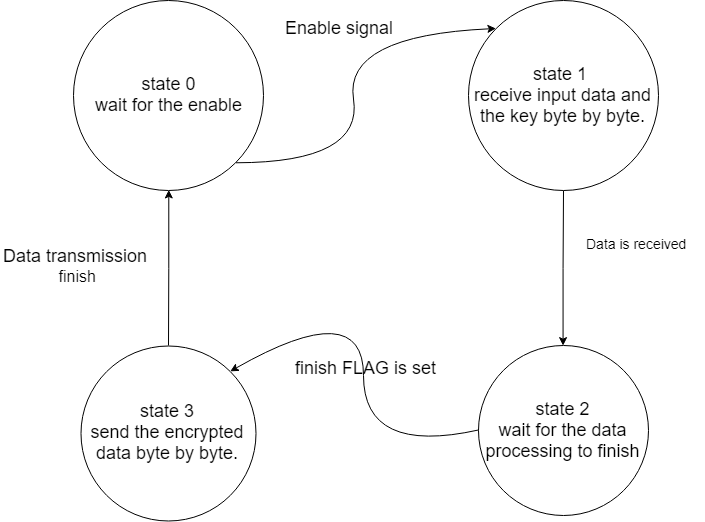 Enable signal
state 0
wait for the enable
state 1
receive input data and
the key byte by byte.
Data transmission
finish
Data is received
finish FLAG is set
state 3
send the encrypted
data byte by byte.
state 2
wait for the data
processing to finish